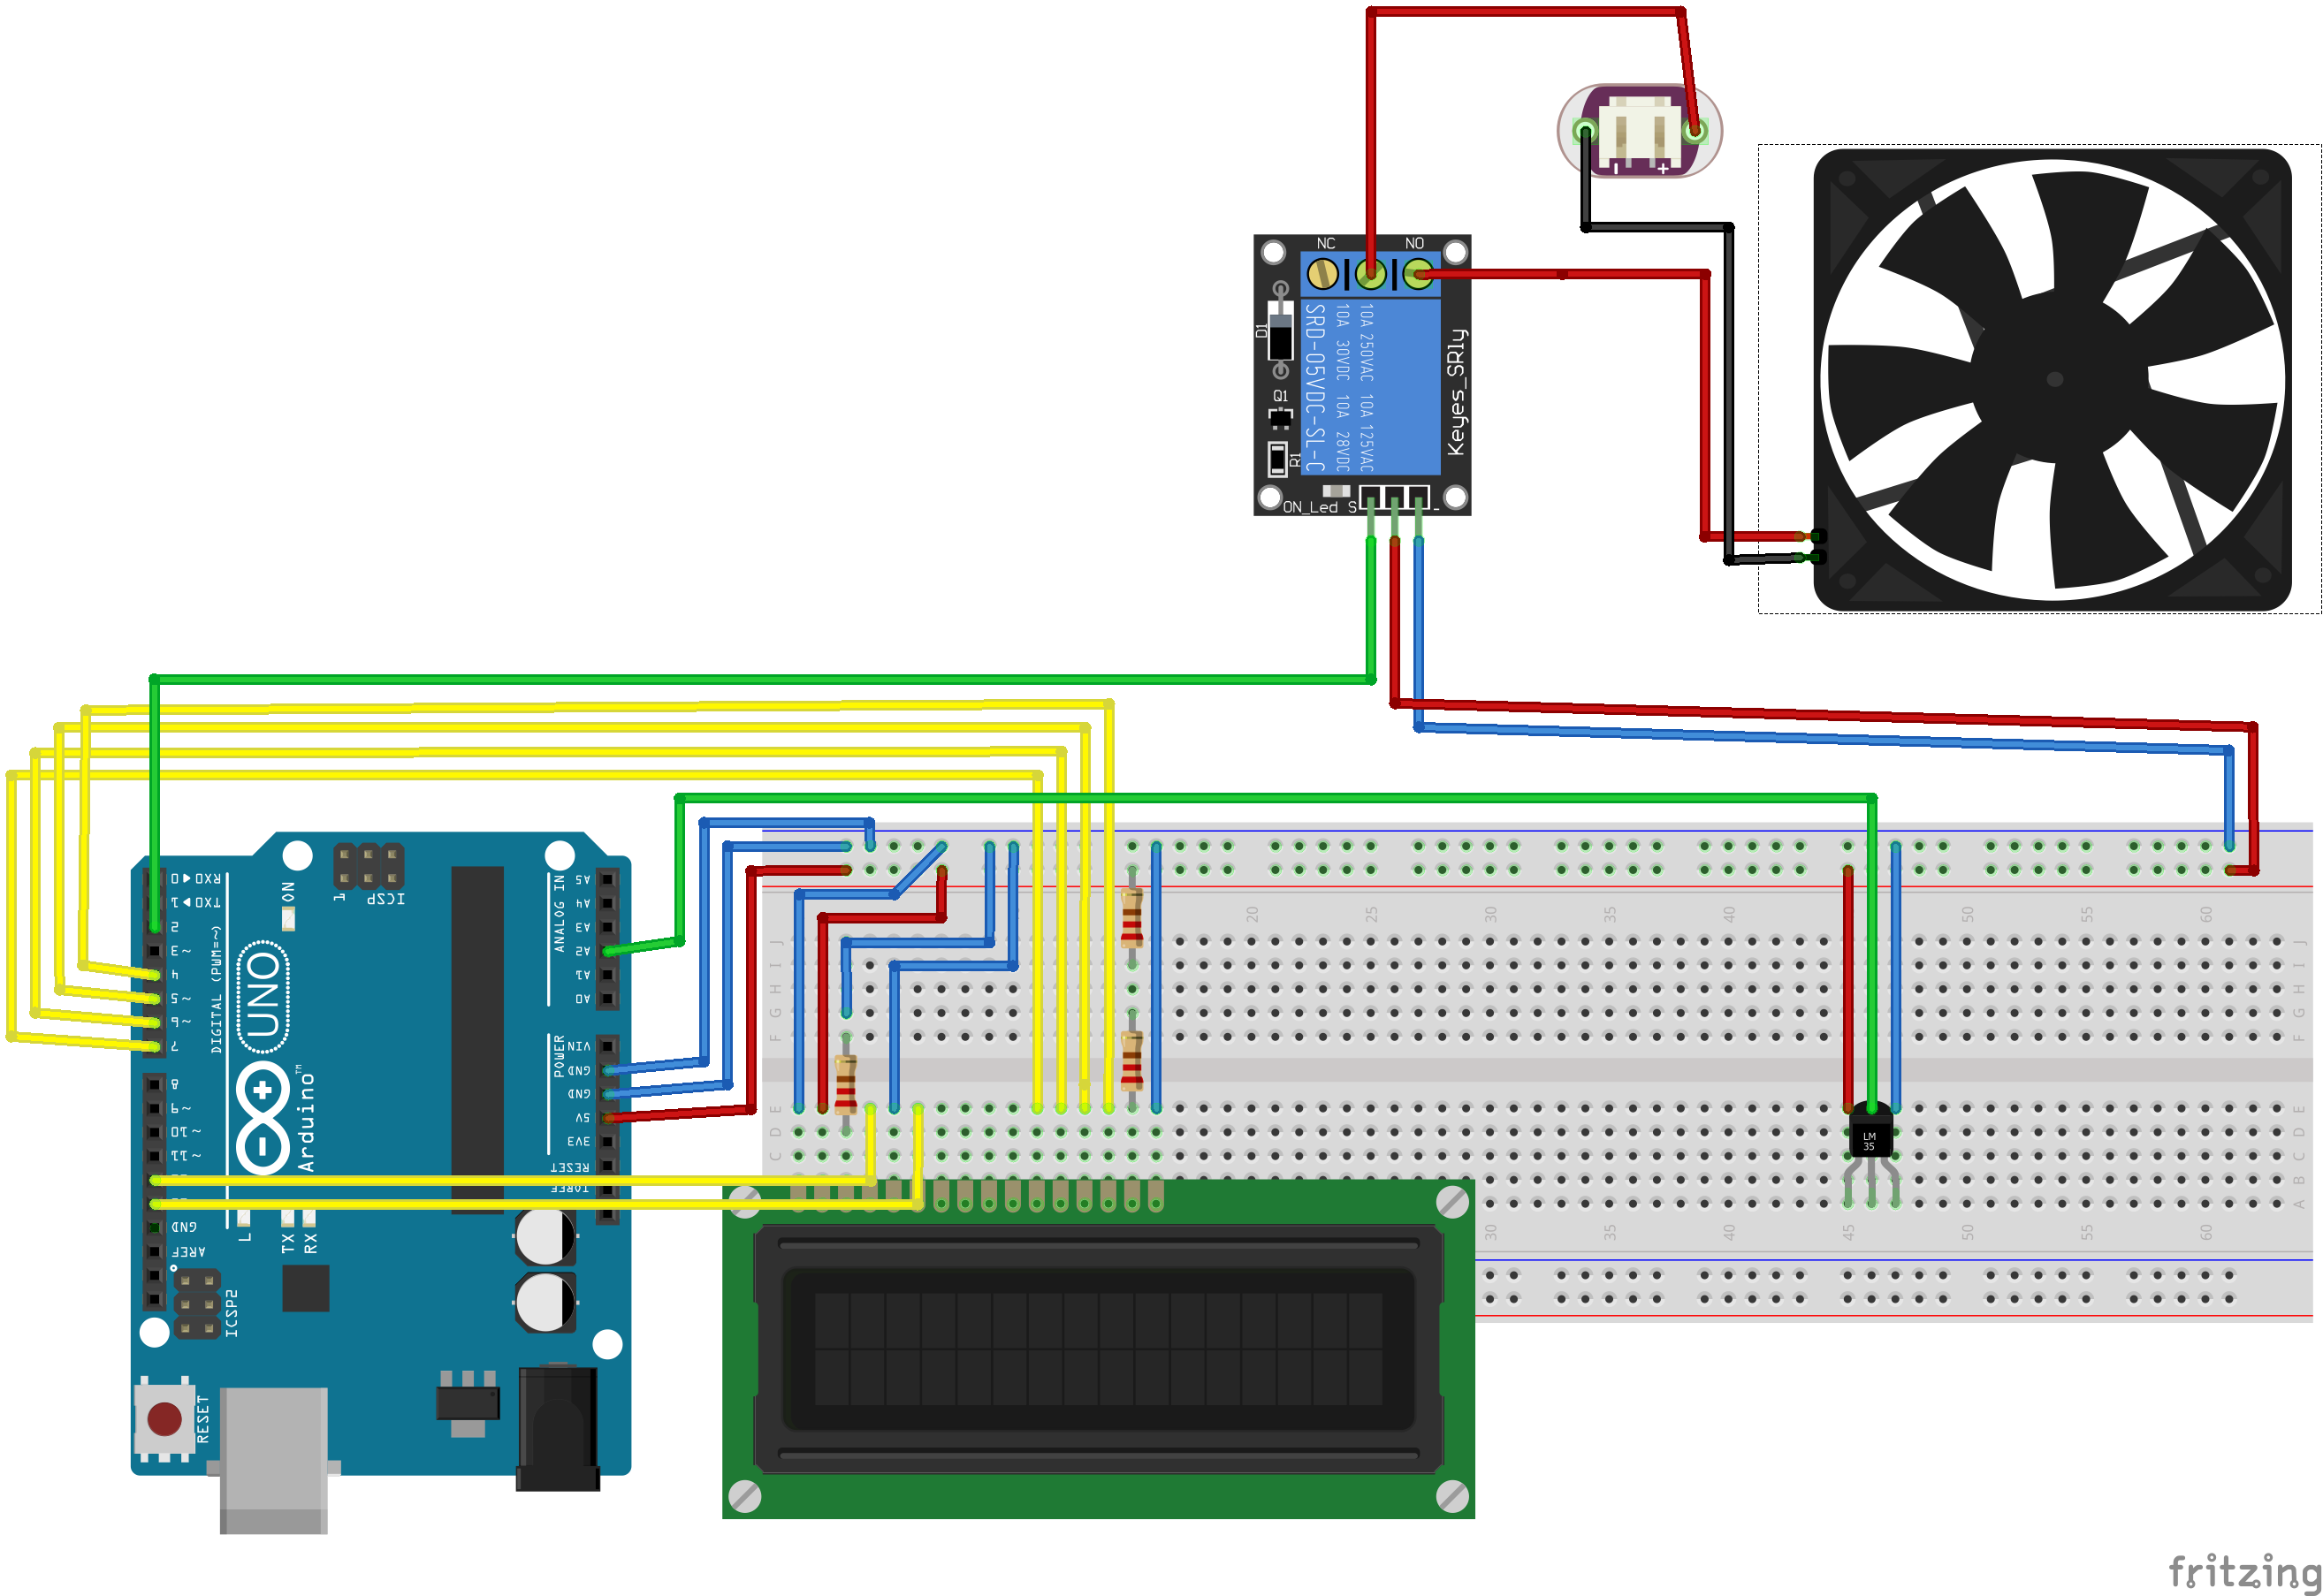 NC NO
D1
SRD-05VDC-SL-C
10A 30VDC 10A 28VDC
10A 250VAC 10A 125VAC
Keyes_SRly
Q1
R1
ON_Led S -
- +
RX0◄0
TX0►1
2
~3
4
~5
~6
7
8
~9
~10
~11
GND
AREF
DIGITAL (PWM=~)
1 ICSP
ON
UNO
Arduino™
A5
A4
A3
A2
A1
A0
ANALOG IN
VIN
GND
GND
5V
3V3
RESET
IOREF
POWER
L
TX
RX
ICSP2
RESET
20 25 30 35 40 45 50 55 60
J J
I I
H H
G G
F F
E E
D D
C C
B
A
LM
35
30 35 40 45 50 55 60
fritzing